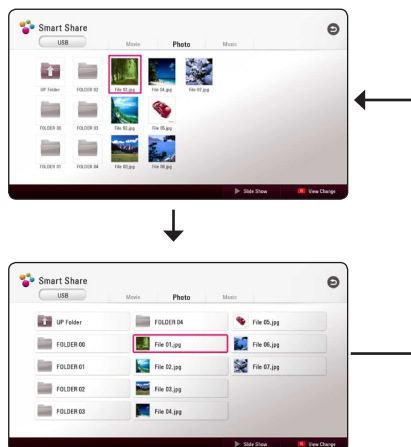 Smart Share
USB Movie Photo Music
UP Folder FOLDER 02 File 01.jpg File 04.jpg File 07.jpg
FOLDER 00 FOLDER 03 File 02.jpg File 05.jpg
FOLDER 01 FOLDER 04 File 03.jpg File 06.jpg
Slide Show View Change
Smart Share
USB Movie Photo Music
UP Folder FOLDER 04 File 05.jpg
FOLDER 00 File 01,jpg File 06,jpg
FOLDER 01 File 02,jpg File 07,jpg
FOLDER 02 File 03,jpg
FOLDER 03 File 04,jpg
Slide Show View Change